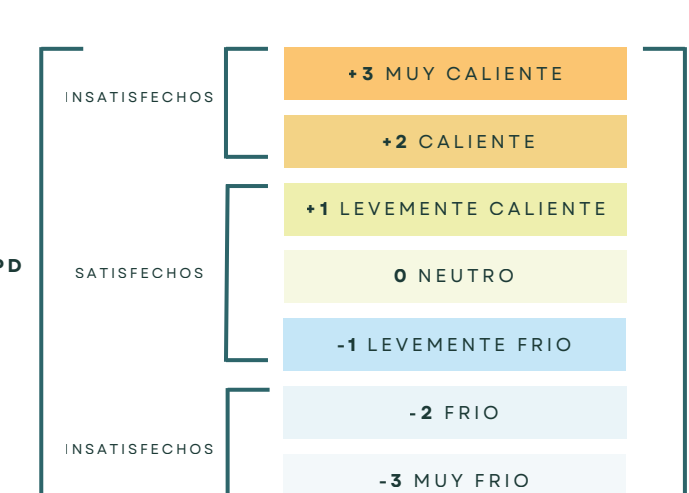 +3 MUY CALIENTE
INSATISFECHOS
+2 CALIENTE
+1 LEVEMENTE CALIENTE
SATISFECHOS
0 NEUTRO
-1 LEVEMENTE FRIO
-2 FRIO
INSATISFECHOS
-3 MUY FRIO